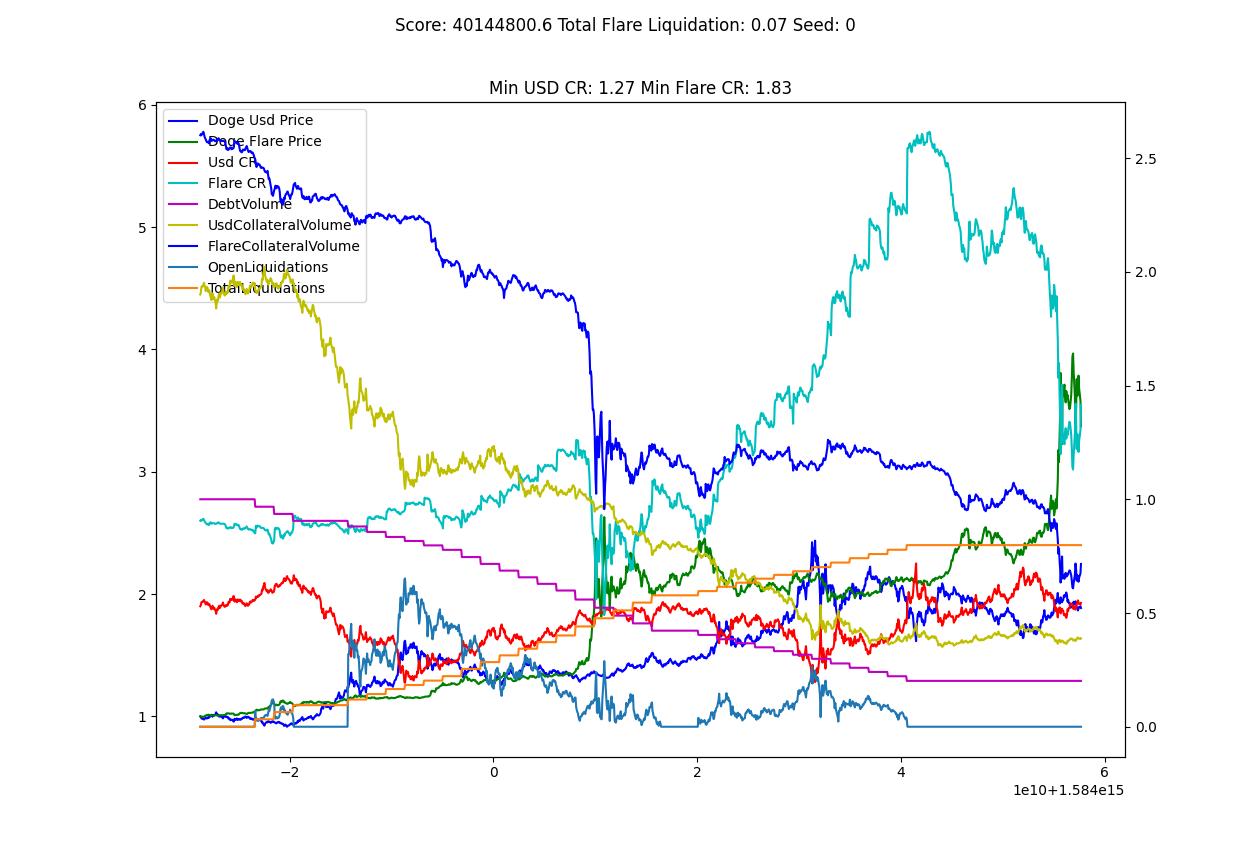 Score: 40144800.6 Total Flare Liquidation: 0.07 Seed: 0
Min USD CR: 1.27 Min Flare CR: 1.83
Doge Usd Price
Doge Flare Price
Usd CR
Flare CR
DebtVolume
UsdCollateralVolume
FlareCollateralVolume
OpenLiquidations
TotalLiquidations
6
5
4
3
2
1
2.5
2.0
1.5
1.0
0.5
0.0
−2
0
2
4
6
1e10+1.584e15